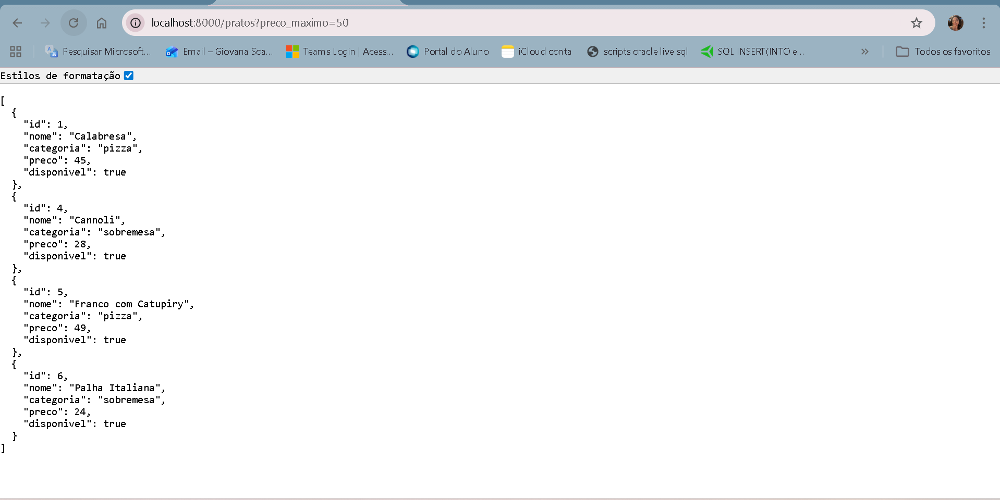 localhost:8000/pratos?preco_maximo=50
Pesquisar Microsoft... Email – Giovana Soa... Teams Login | Acess... Portal do Aluno iCloud conta scripts oracle live sql SQL INSERT(INTO e... » Todos os favoritos
Estilos de formatação
[
  {
    "id": 1,
    "nome": "Calabresa",
    "categoria": "pizza",
    "preco": 45,
    "disponivel": true
  },
  {
    "id": 4,
    "nome": "Cannoli",
    "categoria": "sobremesa",
    "preco": 28,
    "disponivel": true
  },
  {
    "id": 5,
    "nome": "Franco com Catupiry",
    "categoria": "pizza",
    "preco": 49,
    "disponivel": true
  },
  {
    "id": 6,
    "nome": "Palha Italiana",
    "categoria": "sobremesa",
    "preco": 24,
    "disponivel": true
  }
]